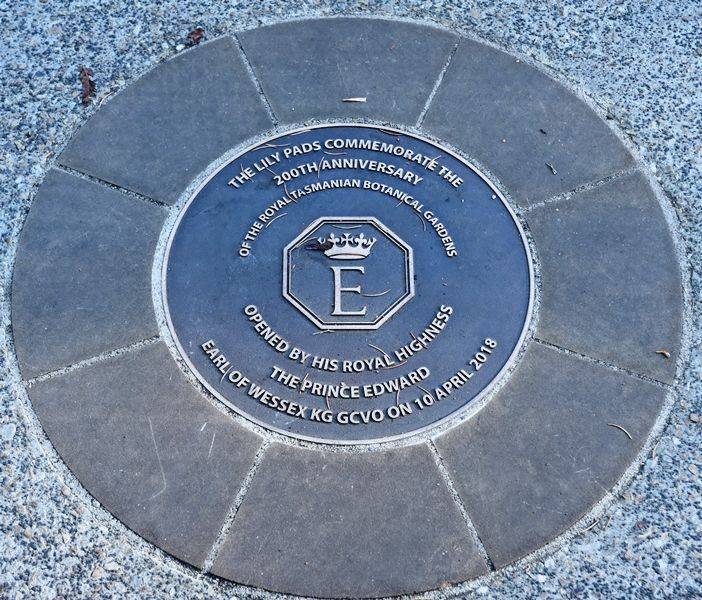 THE LILY PADS COMMEMORATE THE
200TH ANNIVERSARY
OF THE ROYAL TASMANIAN BOTANICAL GARDENS
E
OPENED BY HIS ROYAL HIGHNESS
THE PRINCE EDWARD
EARL OF WESSEX KG GCVO ON 10 APRIL 2018